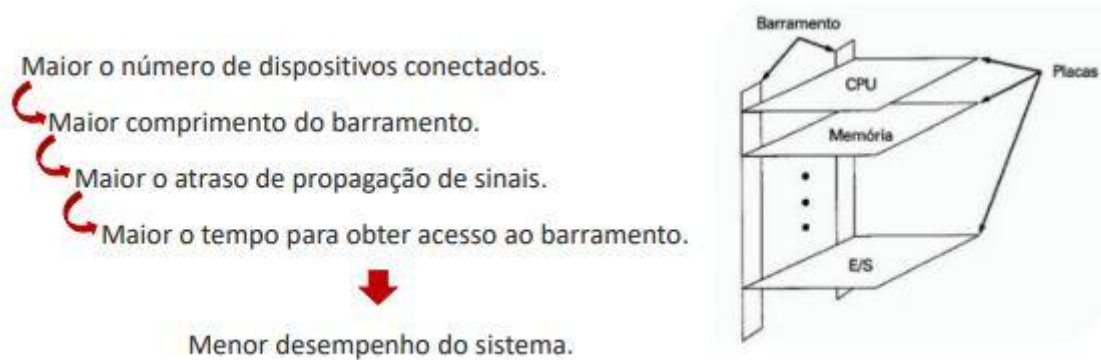 Maior o número de dispositivos conectados.
Maior comprimento do barramento.
Maior o atraso de propagação de sinais.
Maior o tempo para obter acesso ao barramento.
Menor desempenho do sistema.
Barramento
CPU
Placas
Memória
E/S